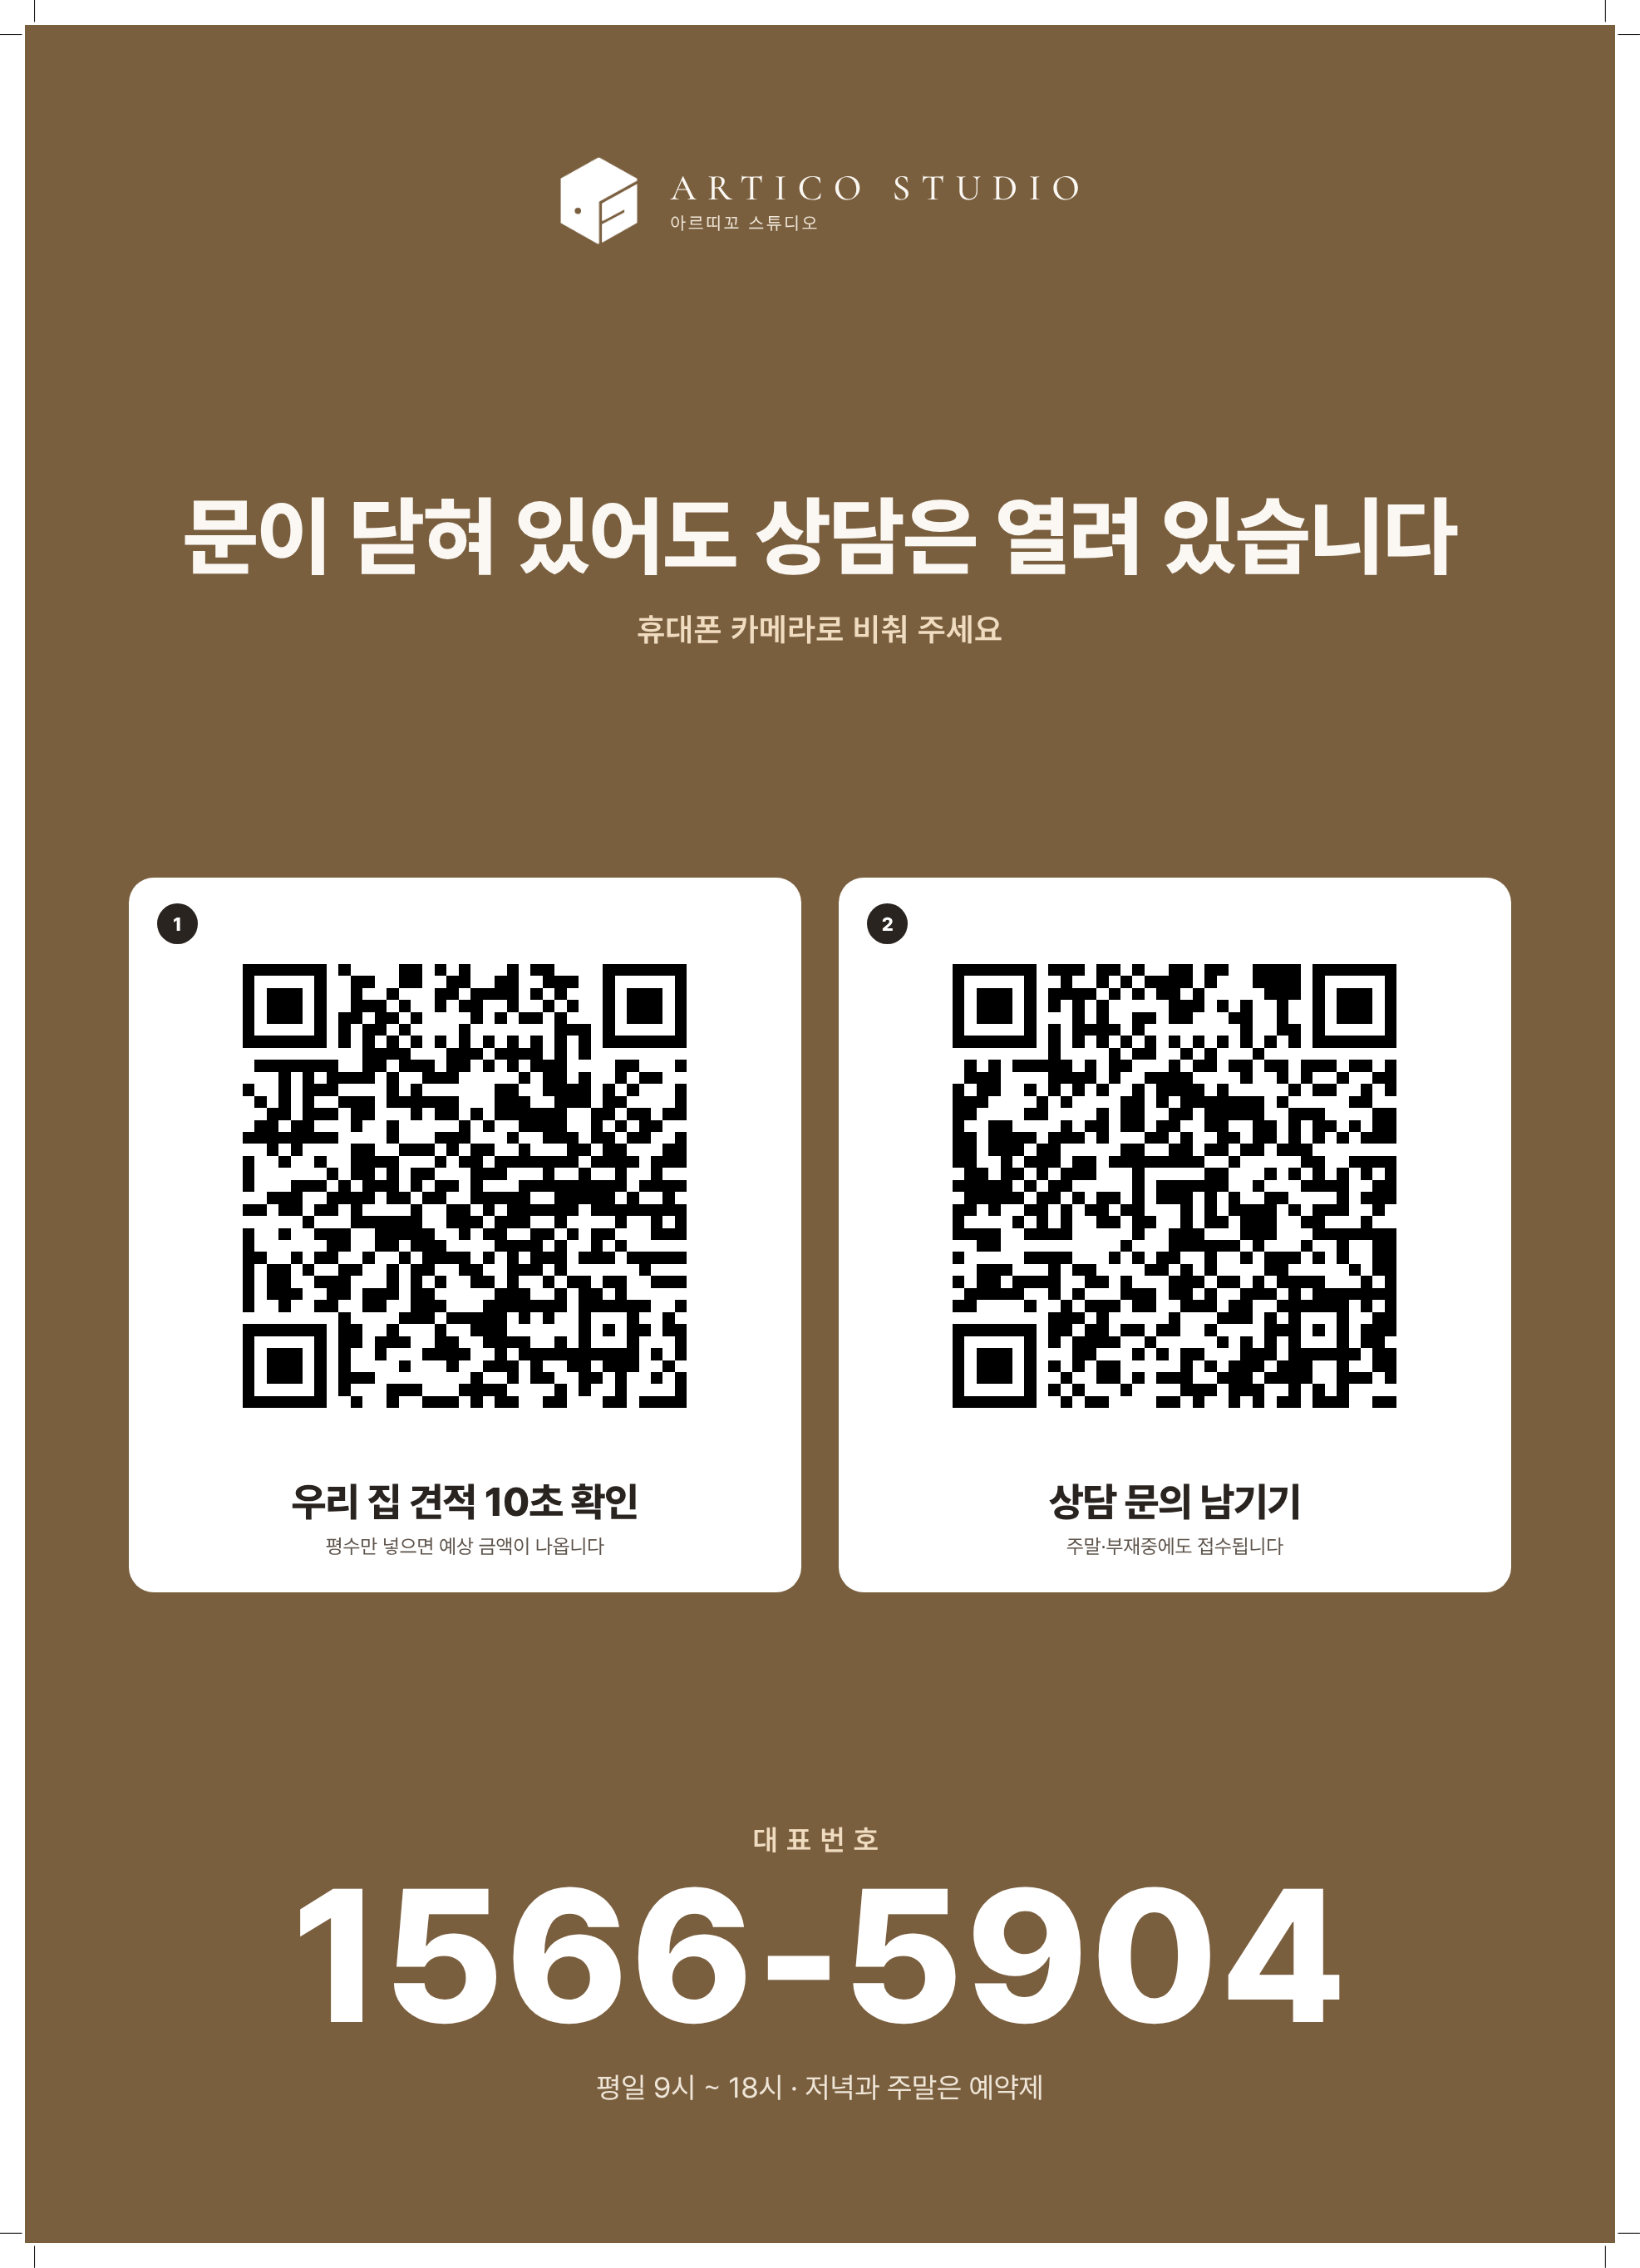 ARTICO STUDIO
아르띠꼬 스튜디오
문이 닫혀 있어도 상담은 열려 있습니다
휴대폰 카메라로 비춰 주세요
1
2
우리 집 견적 10초 확인
평수만 넣으면 예상 금액이 나옵니다
상담 문의 남기기
주말·부재중에도 접수됩니다
대표번호
1566-5904
평일 9시 ~ 18시 · 저녁과 주말은 예약제